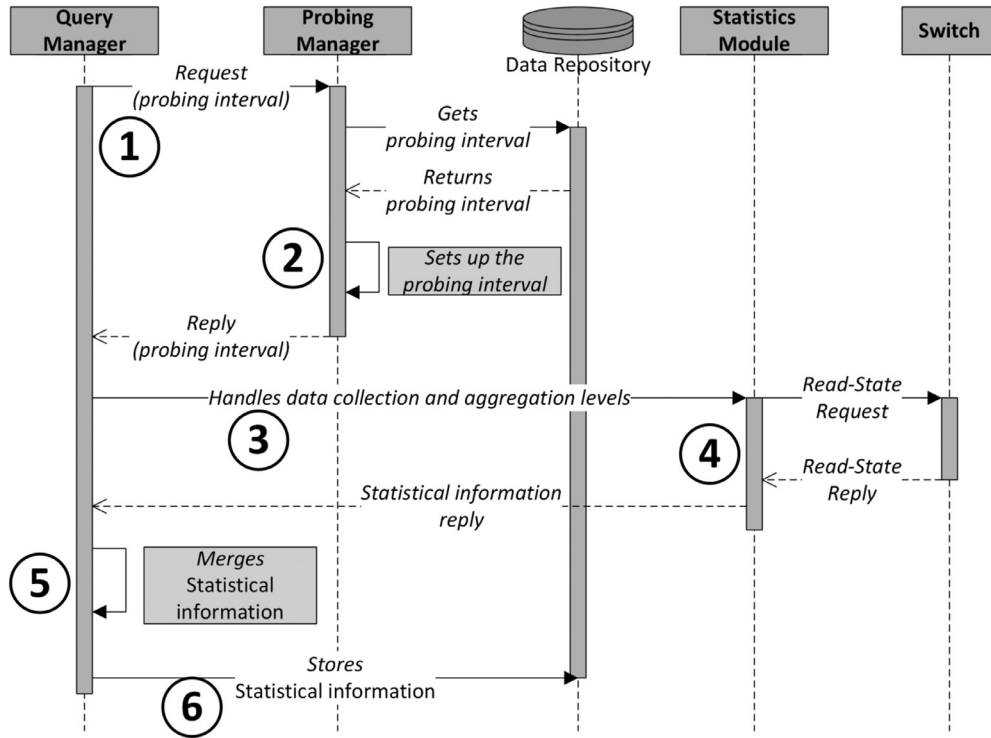 Query
Manager
Probing
Manager
Data Repository
Statistics
Module
Switch
Request
(probing interval)
1
Gets
probing interval
Returns
probing interval
2
Sets up the
probing interval
Reply
(probing interval)
Handles data collection and aggregation levels
3
Read-State
Request
4
Read-State
Reply
Statistical information
reply
5
Merges
Statistical
information
Stores
Statistical information
6